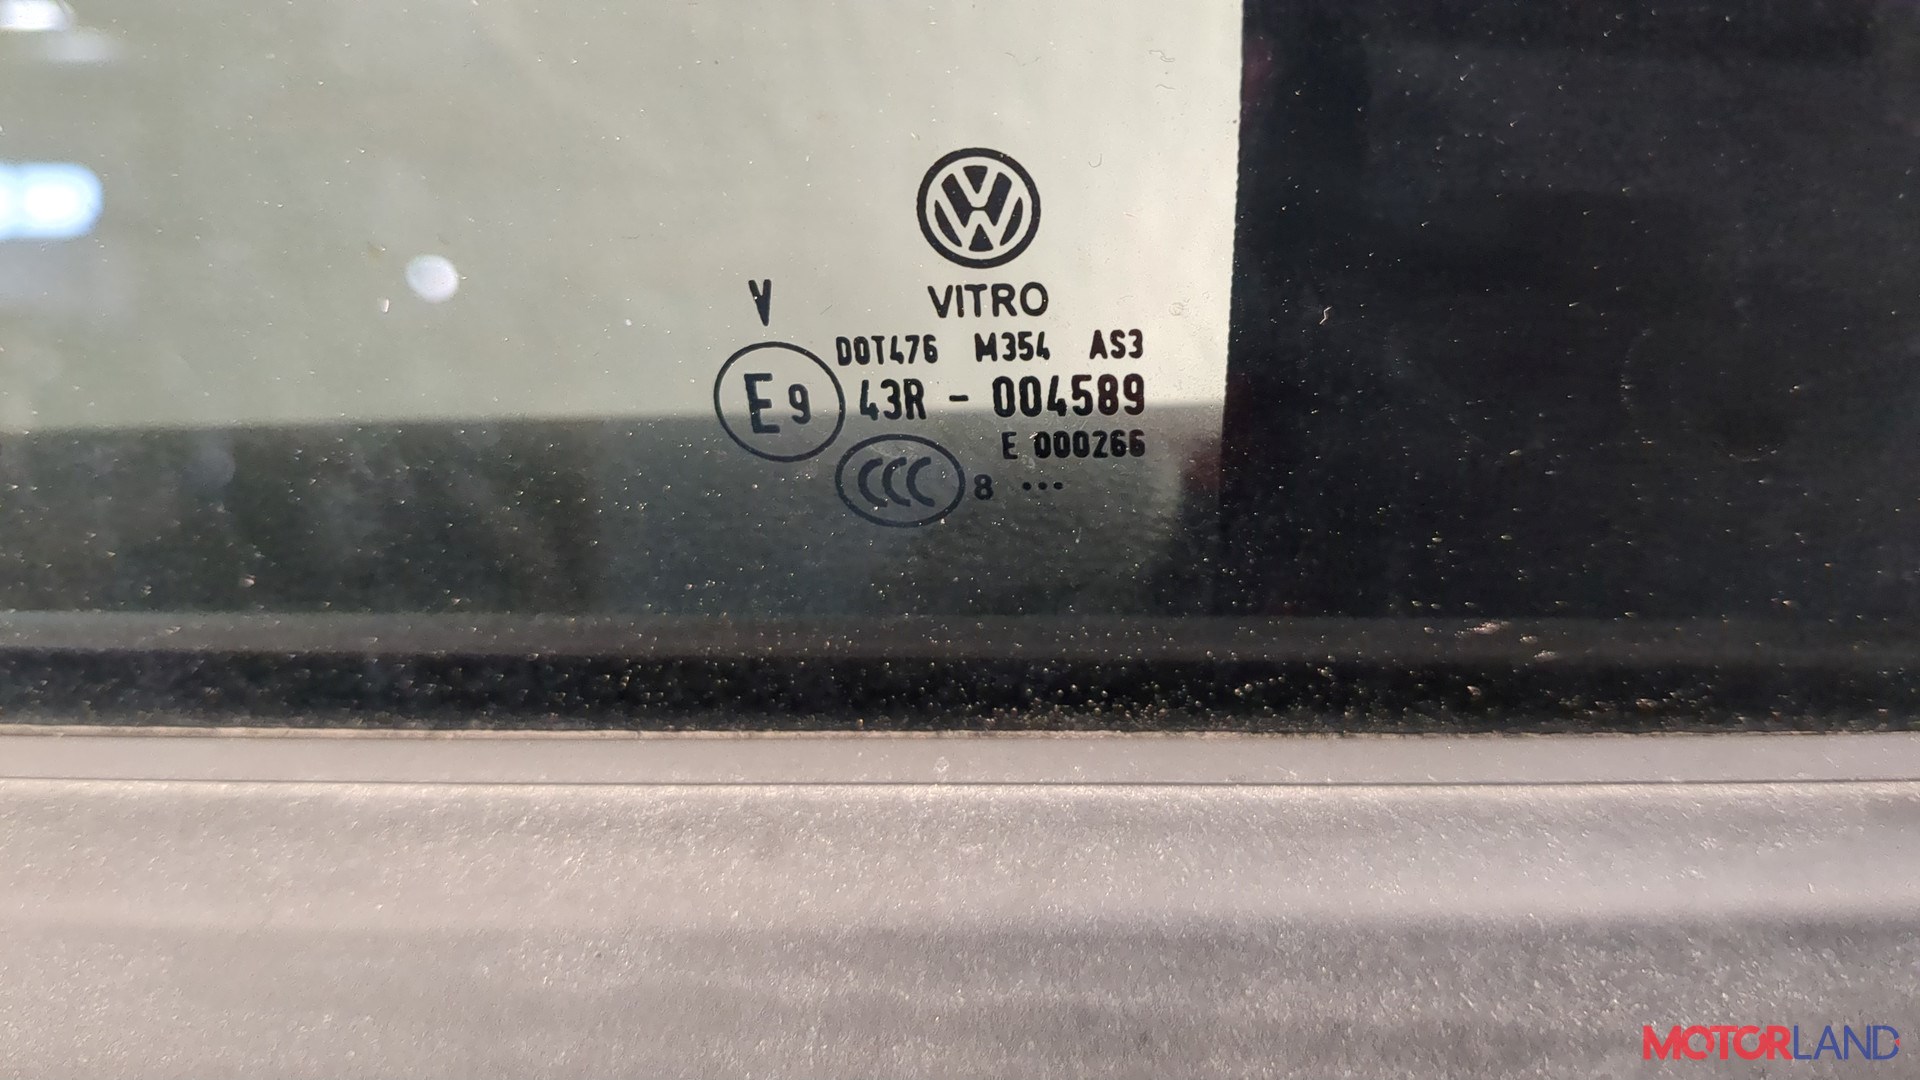 VITRO
V
DOT476 M354 AS3
E9 43R - 004589
E 000266
CCC 8 ...
MOTORLAND